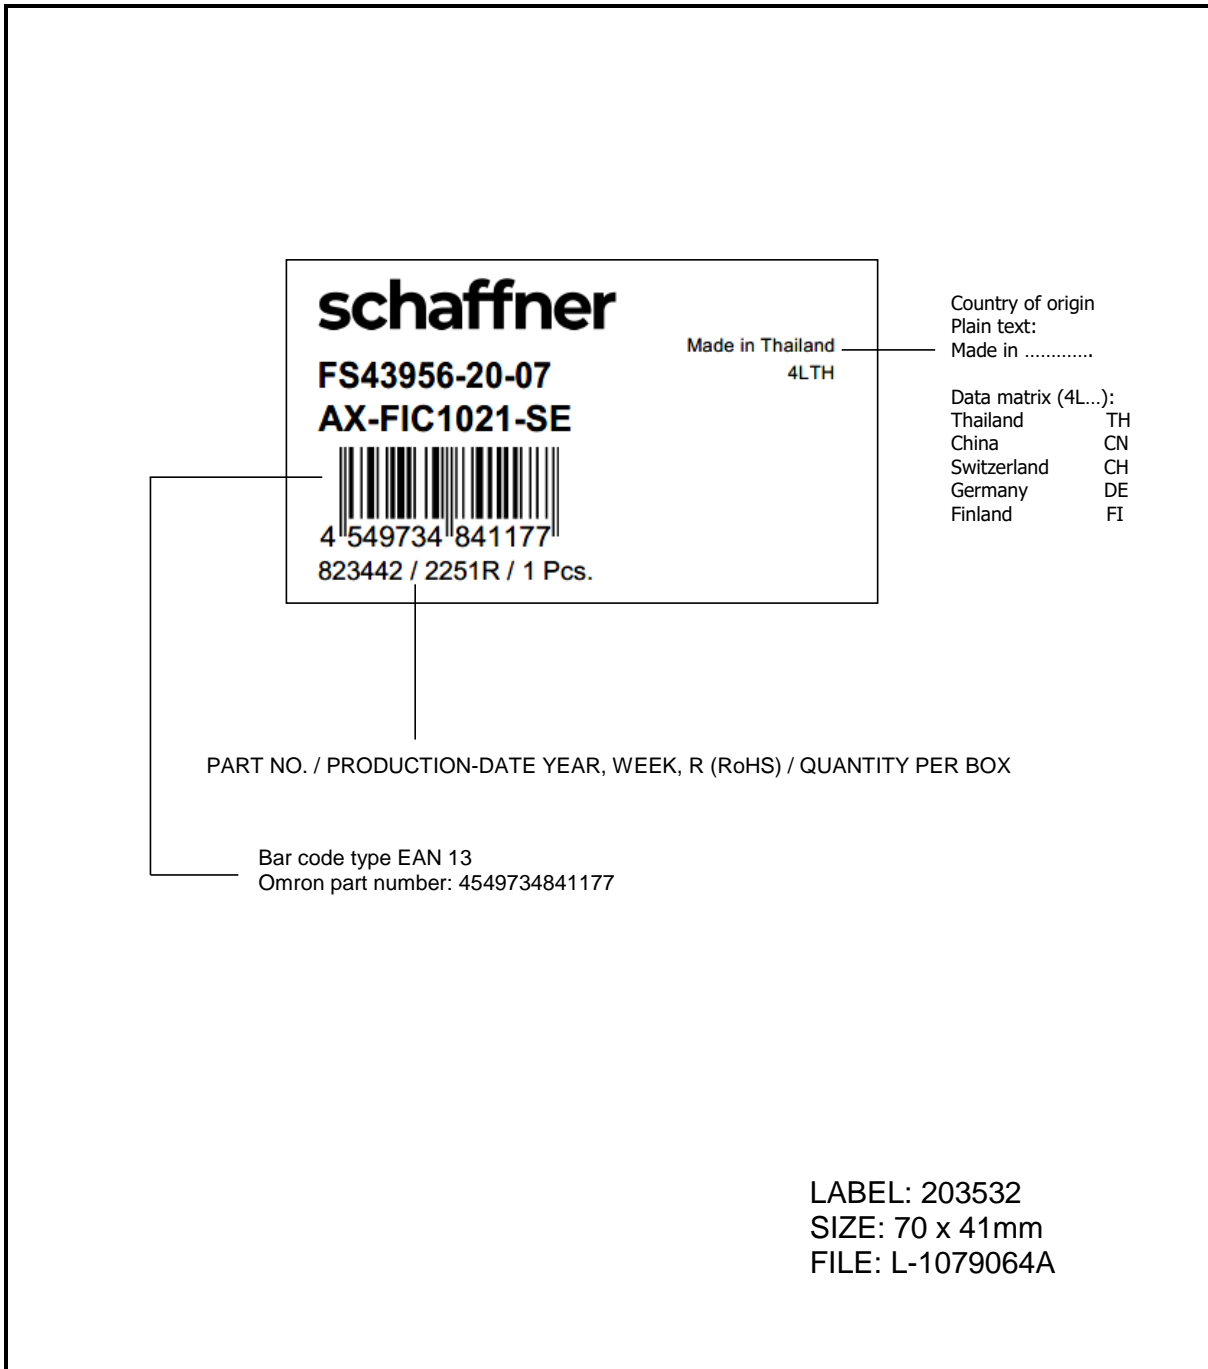 schaffner
FS43956-20-07
AX-FIC1021-SE
4 549734 841177
823442 / 2251R / 1 Pcs.
Made in Thailand
4LTH
Country of origin
Plain text:
Made in .............
Data matrix (4L...):
Thailand TH
China CN
Switzerland CH
Germany DE
Finland FI
PART NO. / PRODUCTION-DATE YEAR, WEEK, R (RoHS) / QUANTITY PER BOX
Bar code type EAN 13
Omron part number: 4549734841177
LABEL: 203532
SIZE: 70 x 41mm
FILE: L-1079064A